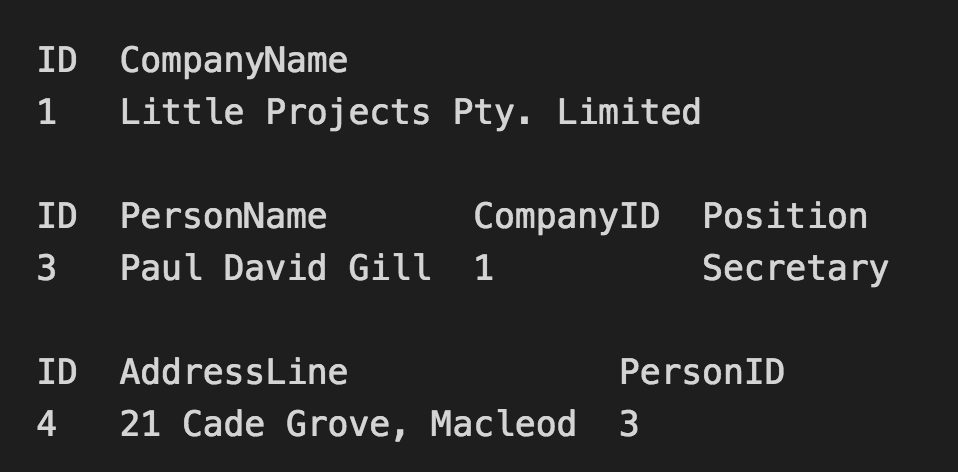 ID  CompanyName
1   Little Projects Pty. Limited
ID  PersonName       CompanyID  Position
3   Paul David Gill  1          Secretary
ID  AddressLine             PersonID
4   21 Cade Grove, Macleod  3